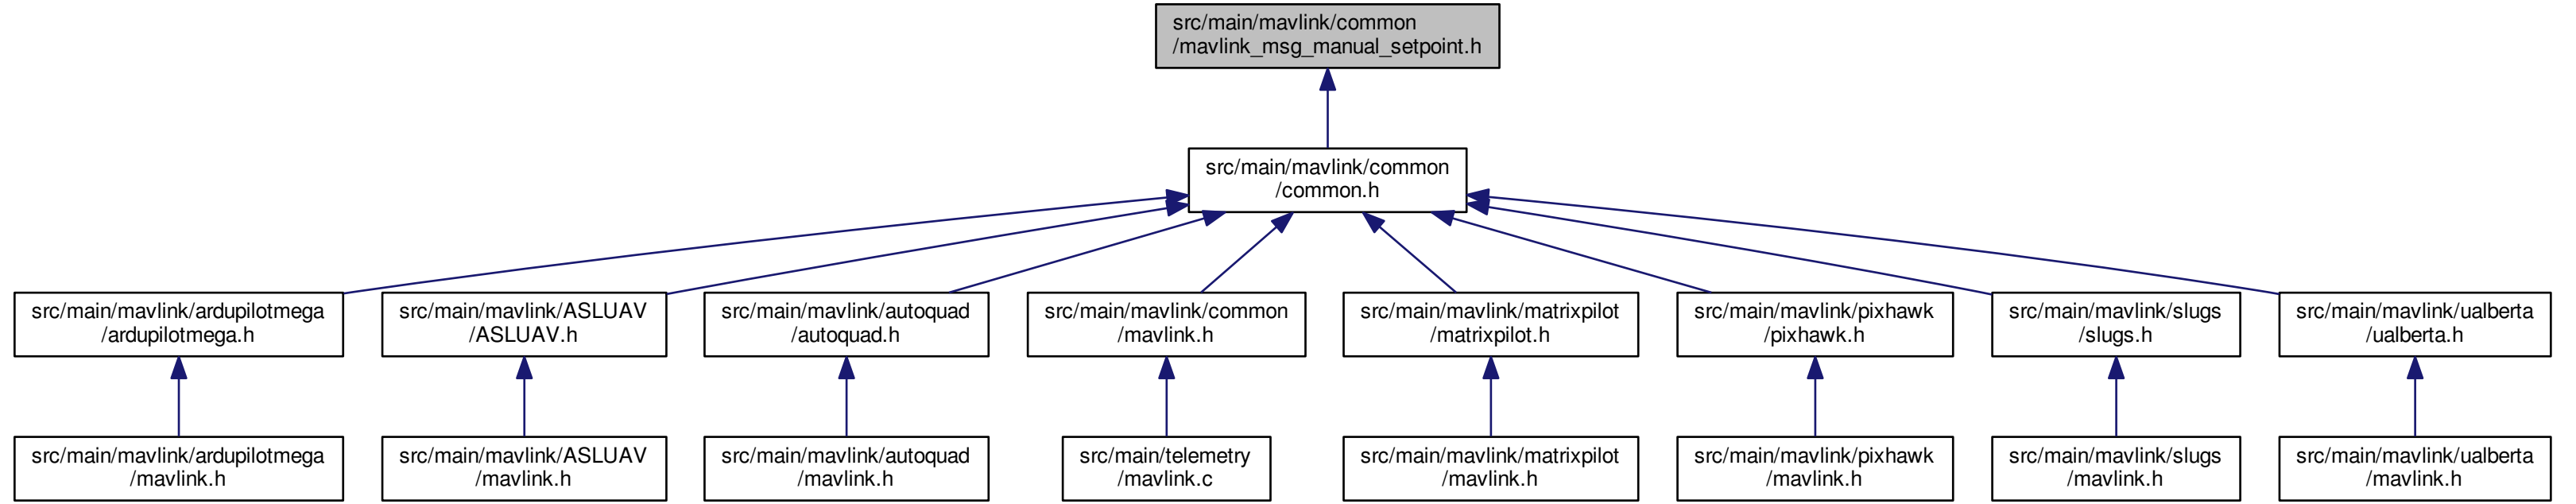 src/main/mavlink/common
/mavlink_msg_manual_setpoint.h
src/main/mavlink/common
/common.h
src/main/mavlink/ardupilotmega
/ardupilotmega.h
src/main/mavlink/ASLUAV
/ASLUAV.h
src/main/mavlink/autoquad
/autoquad.h
src/main/mavlink/common
/mavlink.h
src/main/mavlink/matrixpilot
/matrixpilot.h
src/main/mavlink/pixhawk
/pixhawk.h
src/main/mavlink/slugs
/slugs.h
src/main/mavlink/ualberta
/ualberta.h
src/main/mavlink/ardupilotmega
/mavlink.h
src/main/mavlink/ASLUAV
/mavlink.h
src/main/mavlink/autoquad
/mavlink.h
src/main/telemetry
/mavlink.c
src/main/mavlink/matrixpilot
/mavlink.h
src/main/mavlink/pixhawk
/mavlink.h
src/main/mavlink/slugs
/mavlink.h
src/main/mavlink/ualberta
/mavlink.h